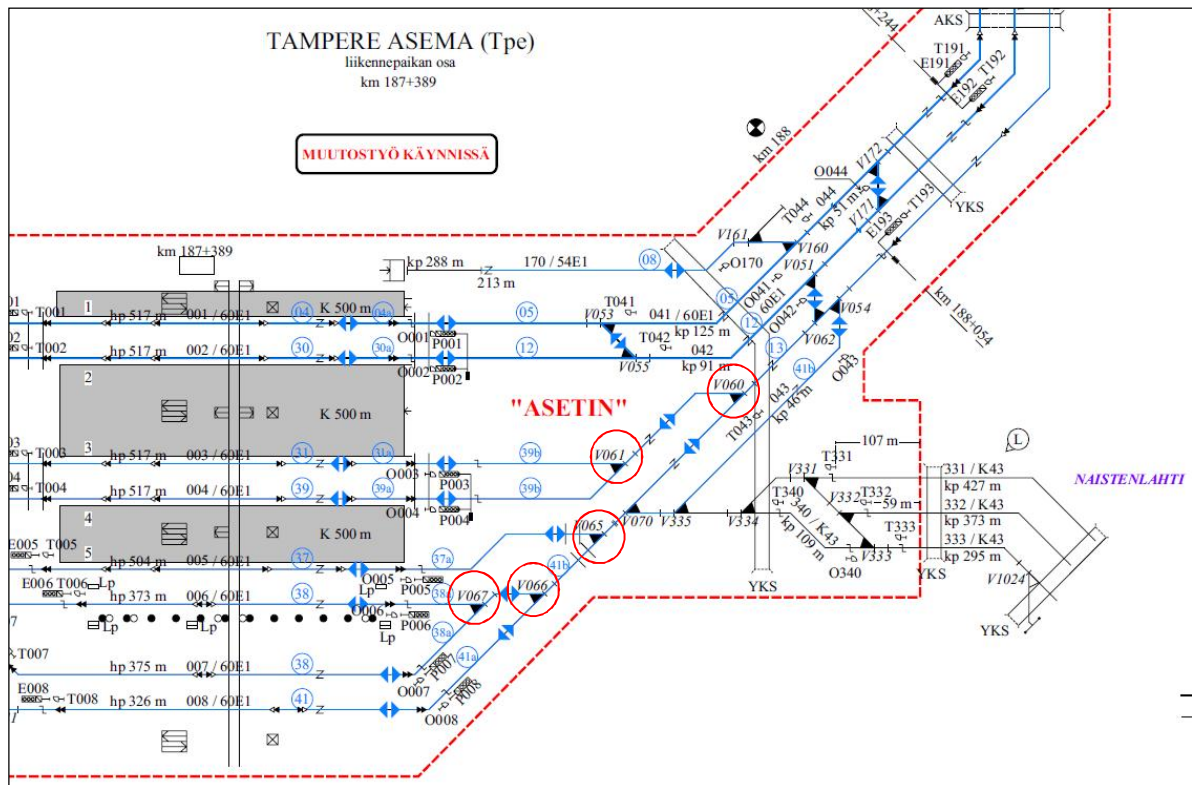 TAMPERE ASEMA (Tpe)
liikennepaikan osa
km 187+389
MUUTOSTYÖ KÄYNNISSÄ
+244
AKS
T191
E191
T192
E192
km 188
V172
O044
T044
044
kp 51 m
V171
T193
E193
YKS
km 188+054
km 187+389
kp 288 m
170 / 54E1
213 m
08
V161
V160
O170
V051
O041
60E1
O042
V054
V062
05
12
13
41b
O043
1
K 500 m
T001
hp 517 m
001 / 60E1
04
04a
O001
P001
05
T041
V053
041 / 60E1
kp 125 m
T002
hp 517 m
002 / 60E1
30
30a
O002
P002
12
T042
V055
042
kp 91 m
2
K 500 m
3
"ASETIN"
V060
T043
043
kp 46 m
T003
hp 517 m
003 / 60E1
31
31a
O003
P003
39b
V061
T004
hp 517 m
004 / 60E1
39
39a
O004
P004
39b
4
K 500 m
5
107 m
L
V331
T331
331 / K43
kp 427 m
NAISTENLAHTI
V332
T332
59 m
332 / K43
kp 373 m
T340
340 / K43
kp 109 m
V333
T333
333 / K43
kp 295 m
O340
V1024
YKS
YKS
YKS
V070
V335
V334
V065
41b
E005
T005
hp 504 m
005 / 60E1
37
37a
O005
P005
Lp
Lp
E006
T006
hp 373 m
006 / 60E1
38
38a
O006
P006
V067
V066
Lp
Lp
Lp
T007
hp 375 m
007 / 60E1
38
38a
O007
P007
41a
E008
T008
hp 326 m
008 / 60E1
41
O008
P008